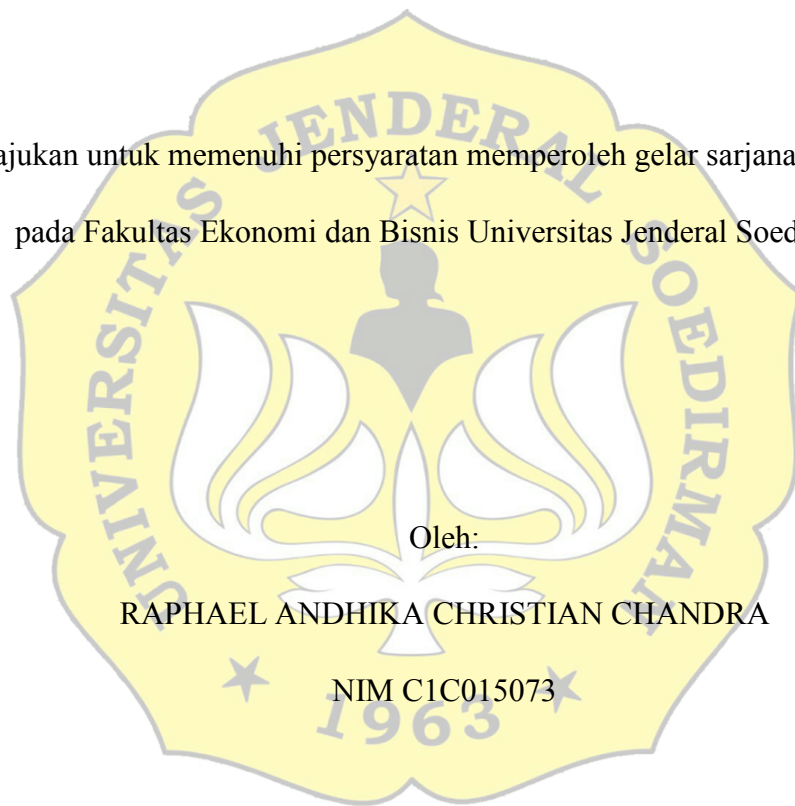 UNIVERSITAS JENDERAL SOEDIRMAN
ajukan untuk memenuhi persyaratan memperoleh gelar sarjana
pada Fakultas Ekonomi dan Bisnis Universitas Jenderal Soed
Oleh:
RAPHAEL ANDHIKA CHRISTIAN CHANDRA
NIM C1C015073
1963